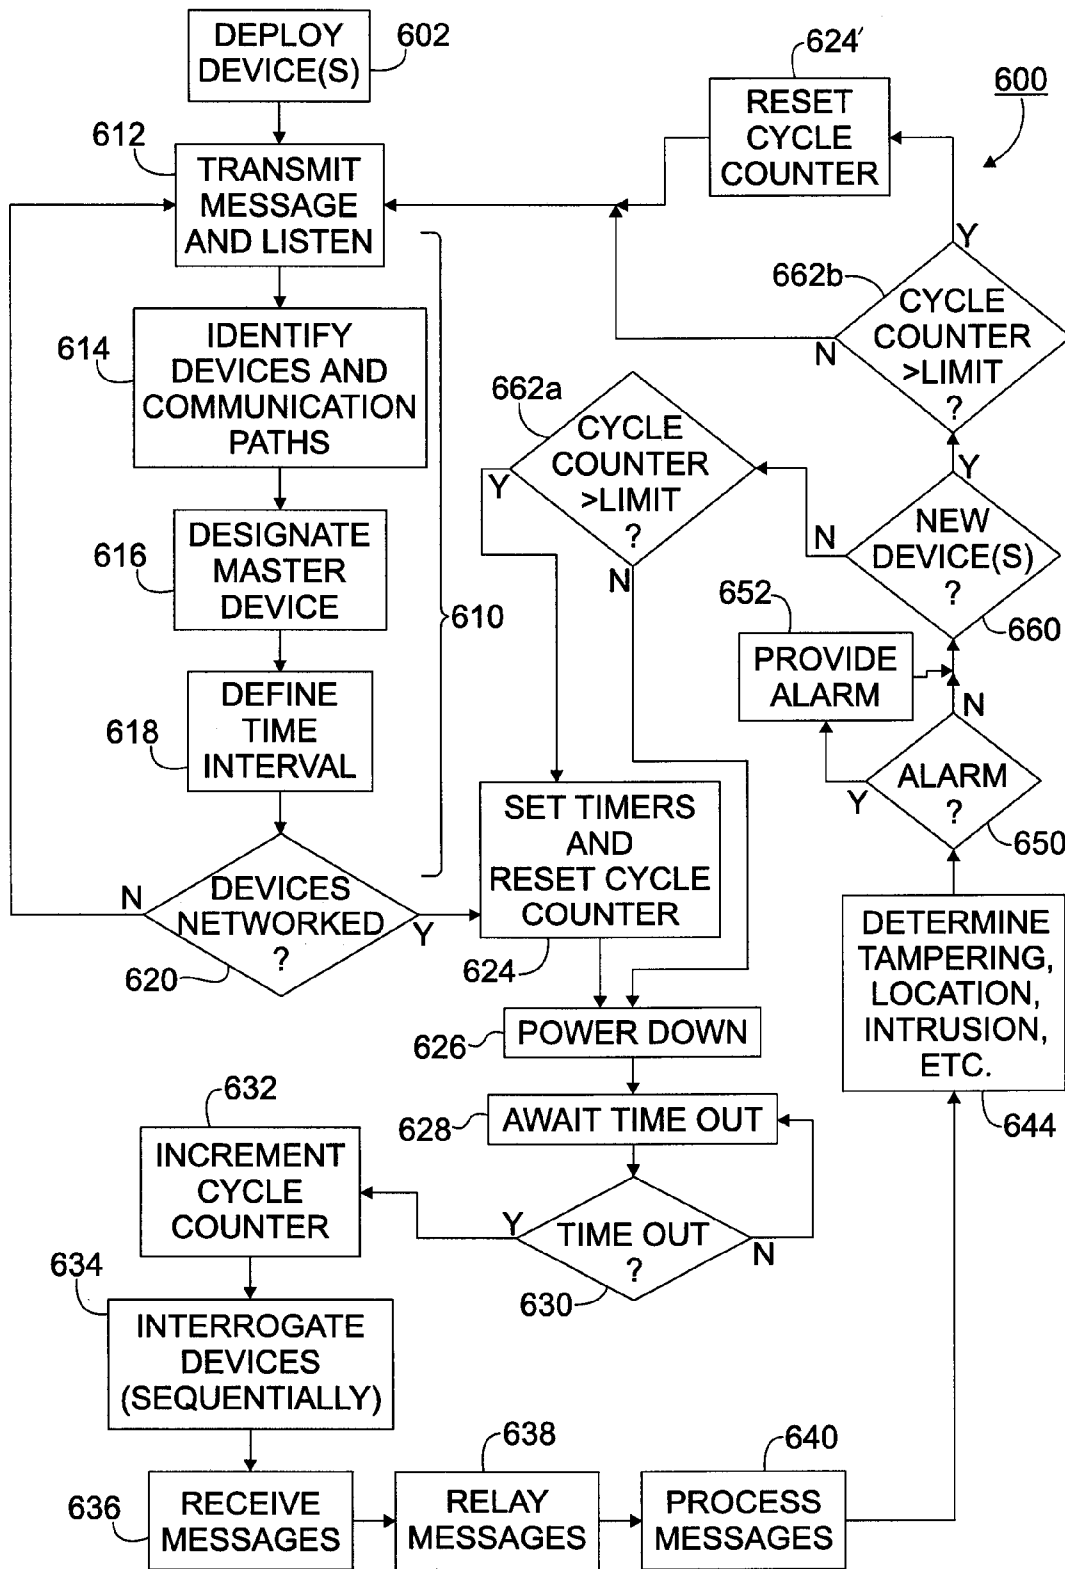 DEPLOY
DEVICE(S)
602
624'
600
RESET
CYCLE
COUNTER
612
TRANSMIT
MESSAGE
AND LISTEN
Y
662b
CYCLE
COUNTER
>LIMIT
?
N
614
IDENTIFY
DEVICES AND
COMMUNICATION
PATHS
662a
CYCLE
COUNTER
>LIMIT
?
Y
N
Y
NEW
DEVICE(S)
?
N
660
616
DESIGNATE
MASTER
DEVICE
610
652
PROVIDE
ALARM
N
618
DEFINE
TIME
INTERVAL
ALARM
?
Y
650
SET TIMERS
AND
RESET CYCLE
COUNTER
624
N
DEVICES
NETWORKED
?
Y
620
DETERMINE
TAMPERING,
LOCATION,
INTRUSION,
ETC.
644
626
POWER DOWN
628
AWAIT TIME OUT
632
INCREMENT
CYCLE
COUNTER
Y
TIME OUT
?
N
630
634
INTERROGATE
DEVICES
(SEQUENTIALLY)
636
RECEIVE
MESSAGES
638
RELAY
MESSAGES
640
PROCESS
MESSAGES